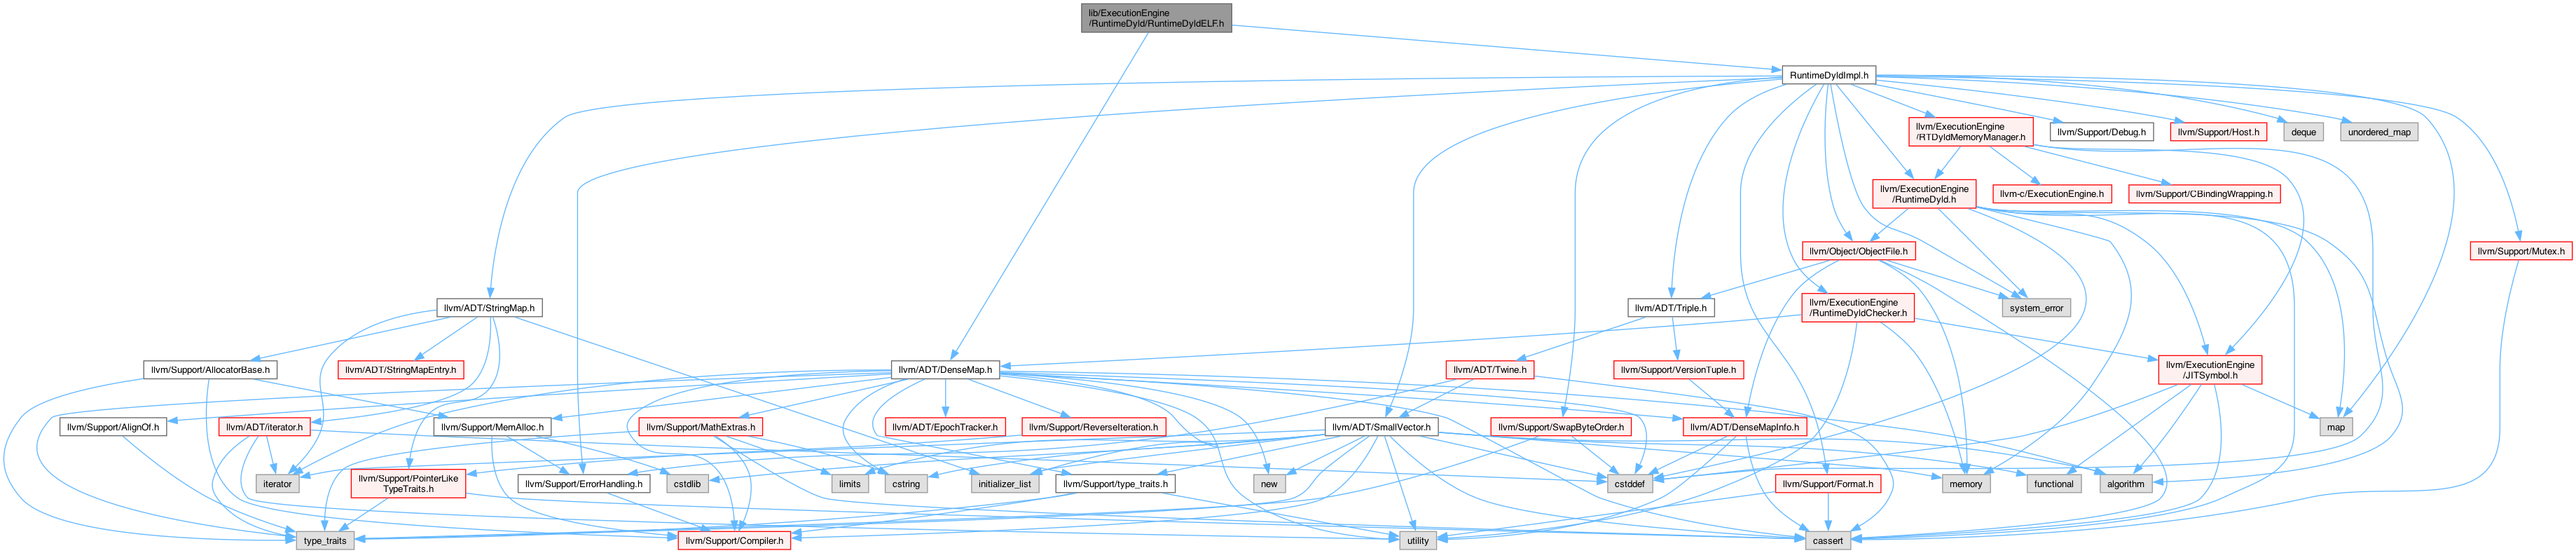 lib/ExecutionEngine
/RuntimeDyld/RuntimeDyldELF.h
RuntimeDyldImpl.h
llvm/ExecutionEngine
/RTDyldMemoryManager.h
llvm/Support/Debug.h
llvm/Support/Host.h
deque
unordered_map
llvm/ExecutionEngine
/RuntimeDyld.h
llvm-c/ExecutionEngine.h
llvm/Support/CBindingWrapping.h
llvm/Object/ObjectFile.h
llvm/Support/Mutex.h
llvm/ADT/StringMap.h
llvm/ADT/Triple.h
llvm/ExecutionEngine
/RuntimeDyldChecker.h
system_error
llvm/Support/AllocatorBase.h
llvm/ADT/StringMapEntry.h
llvm/ADT/DenseMap.h
llvm/ADT/Twine.h
llvm/Support/VersionTuple.h
llvm/ExecutionEngine
/JITSymbol.h
llvm/Support/AlignOf.h
llvm/ADT/iterator.h
llvm/Support/MemAlloc.h
llvm/Support/MathExtras.h
llvm/ADT/EpochTracker.h
llvm/Support/ReverseIteration.h
llvm/ADT/SmallVector.h
llvm/Support/SwapByteOrder.h
llvm/ADT/DenseMapInfo.h
map
iterator
llvm/Support/PointerLike
TypeTraits.h
llvm/Support/ErrorHandling.h
cstdlib
limits
cstring
initializer_list
llvm/Support/type_traits.h
new
cstddef
llvm/Support/Format.h
memory
functional
algorithm
type_traits
llvm/Support/Compiler.h
utility
cassert